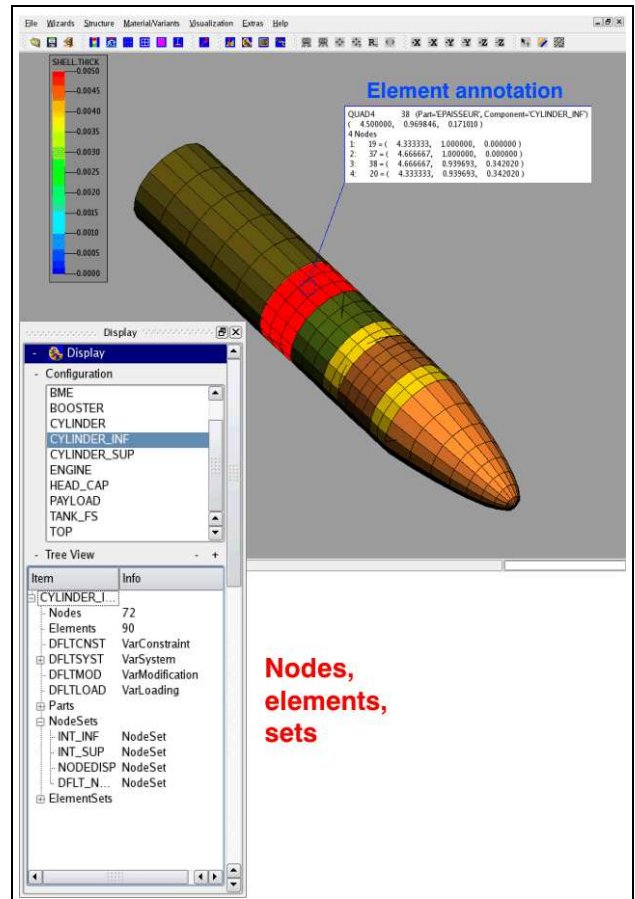 File Wizards Structure Material/Variants Visualization Extras Help
SHELL_THICK
0.0050
0.0045
0.0040
0.0035
0.0030
0.0025
0.0020
0.0015
0.0010
0.0005
0.0000
Element annotation
QUAD4 38 (Part='EPAISSEUR', Component='CYLINDER_INF')
( 4.500000, 0.969846, 0.171010 )
4 Nodes
1: 19 = ( 4.333333, 1.000000, 0.000000 )
2: 37 = ( 4.666667, 1.000000, 0.000000 )
3: 38 = ( 4.666667, 0.939693, 0.342020 )
4: 20 = ( 4.333333, 0.939693, 0.342020 )
Display
- Display
- Configuration
BME
BOOSTER
CYLINDER
CYLINDER_INF
CYLINDER_SUP
ENGINE
HEAD_CAP
PAYLOAD
TANK_FS
TOP
- Tree View - +
Item Info
CYLINDER_I...
Nodes 72
Elements 90
DFLTCNST VarConstraint
DFLTSYST VarSystem
DFLTMOD VarModification
DFLTLOAD VarLoading
Parts
NodeSets
INT_INF NodeSet
INT_SUP NodeSet
NODEDISP NodeSet
DFLT_N... NodeSet
ElementSets
Nodes,
elements,
sets